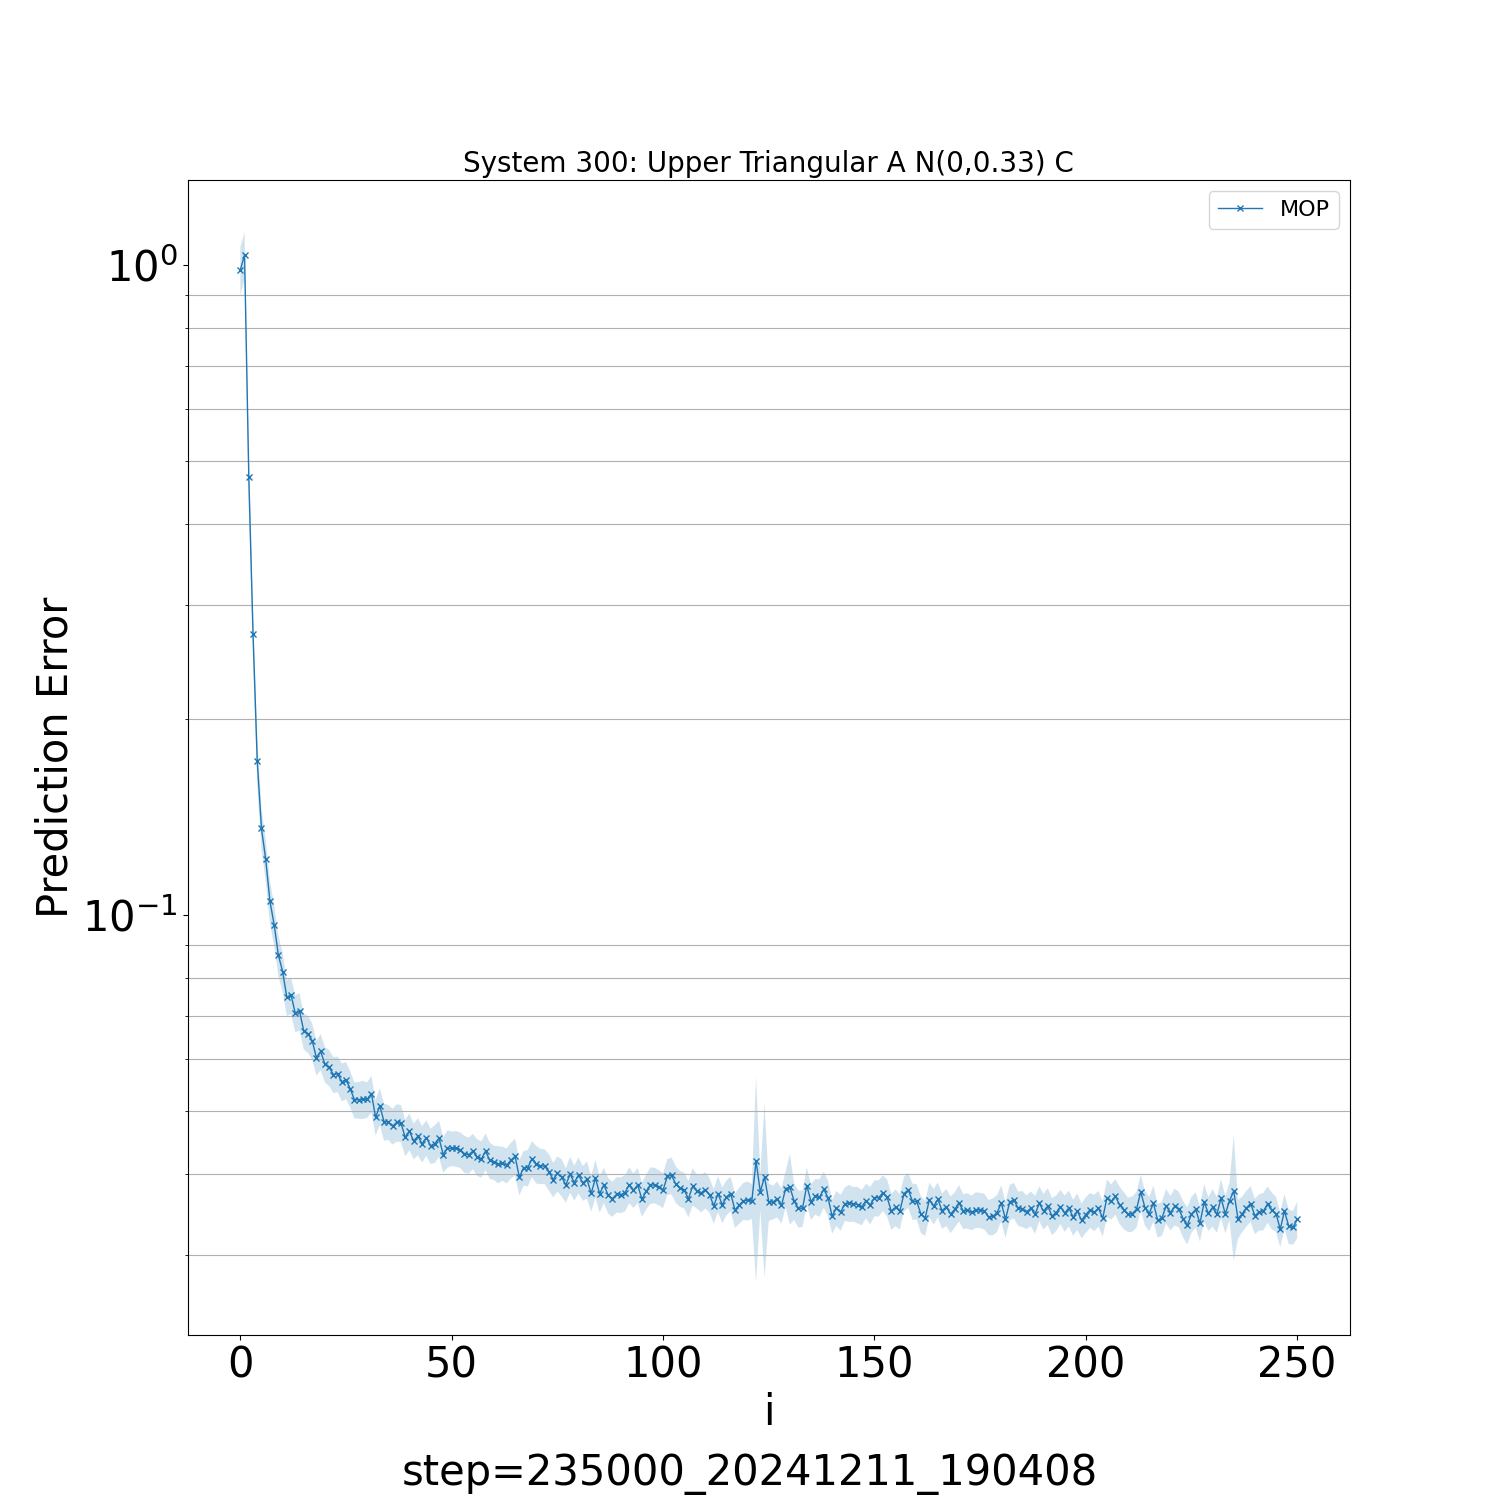 System 300: Upper Triangular A N(0,0.33) C
MOP
10⁰
10⁻¹
Prediction Error
0 50 100 150 200 250
i
step=235000_20241211_190408